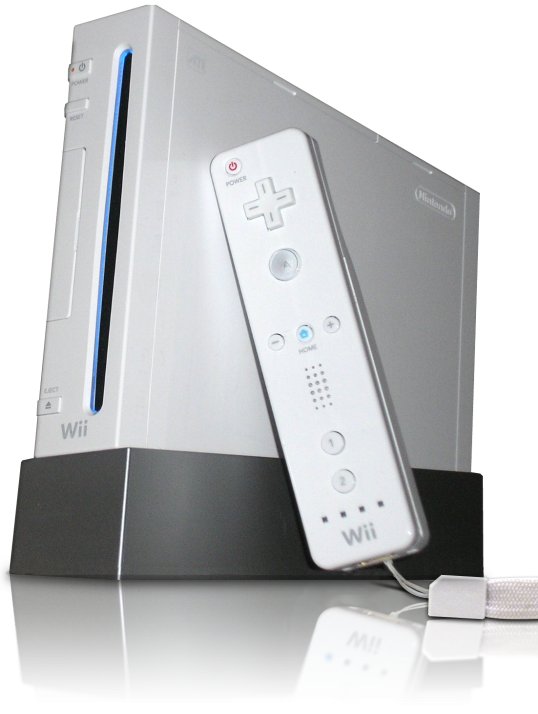 POWER
RESET
EJECT
Wii
Nintendo
POWER
HOME
1
2
Wii